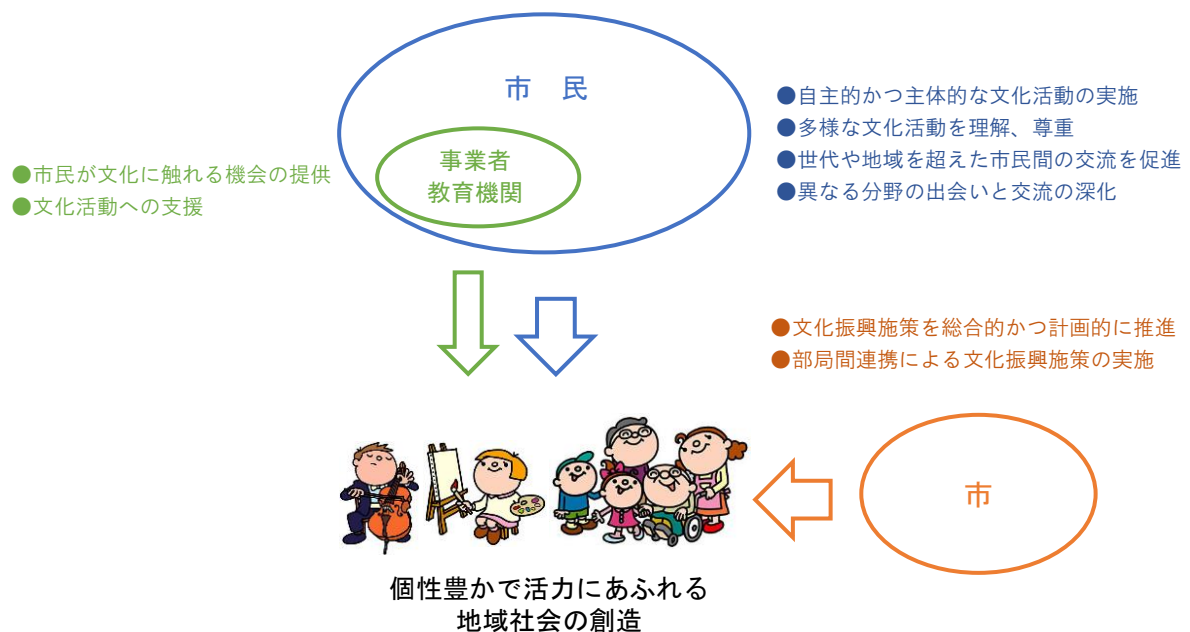 市　民
事業者
教育機関
●市民が文化に触れる機会の提供
●文化活動への支援
●自主的かつ主体的な文化活動の実施
●多様な文化活動を理解、尊重
●世代や地域を超えた市民間の交流を促進
●異なる分野の出会いと交流の深化
●文化振興施策を総合的かつ計画的に推進
●部局間連携による文化振興施策の実施
市
個性豊かで活力にあふれる
地域社会の創造